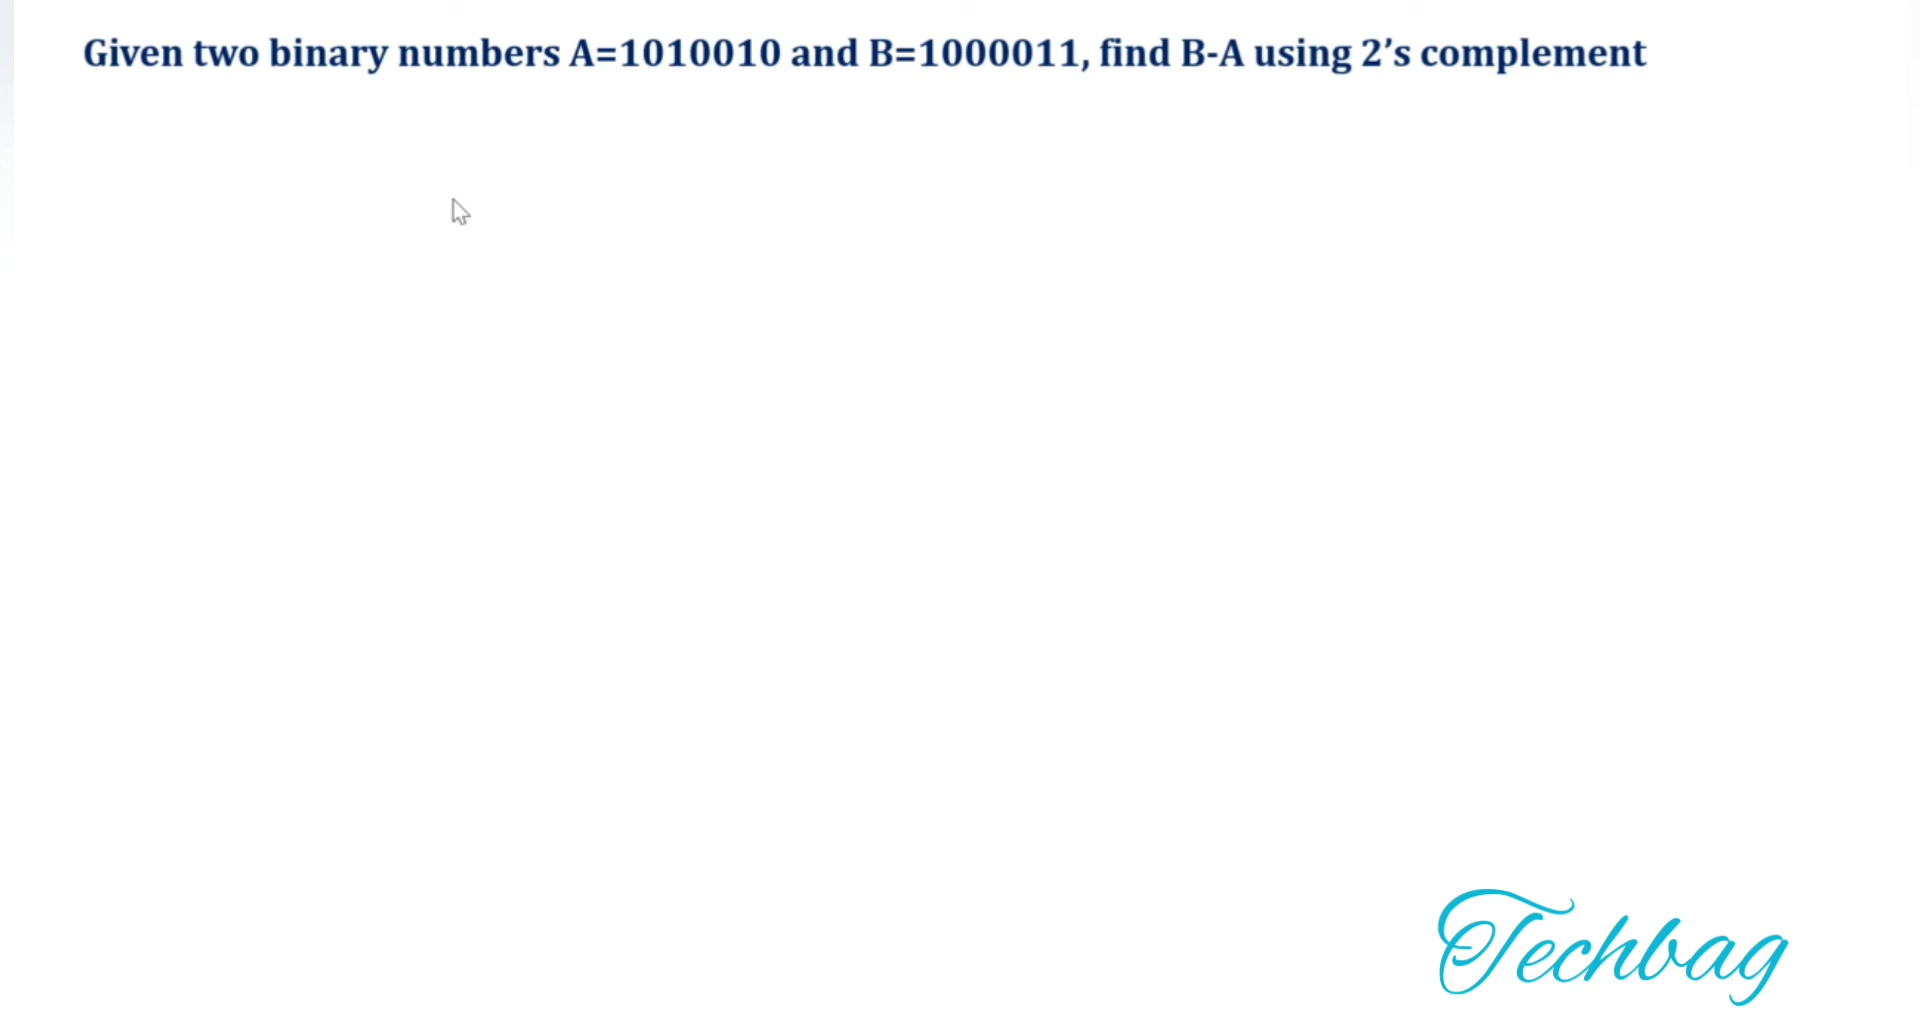 Given two binary numbers A=1010010 and B=1000011, find B-A using 2’s complement
Techbag